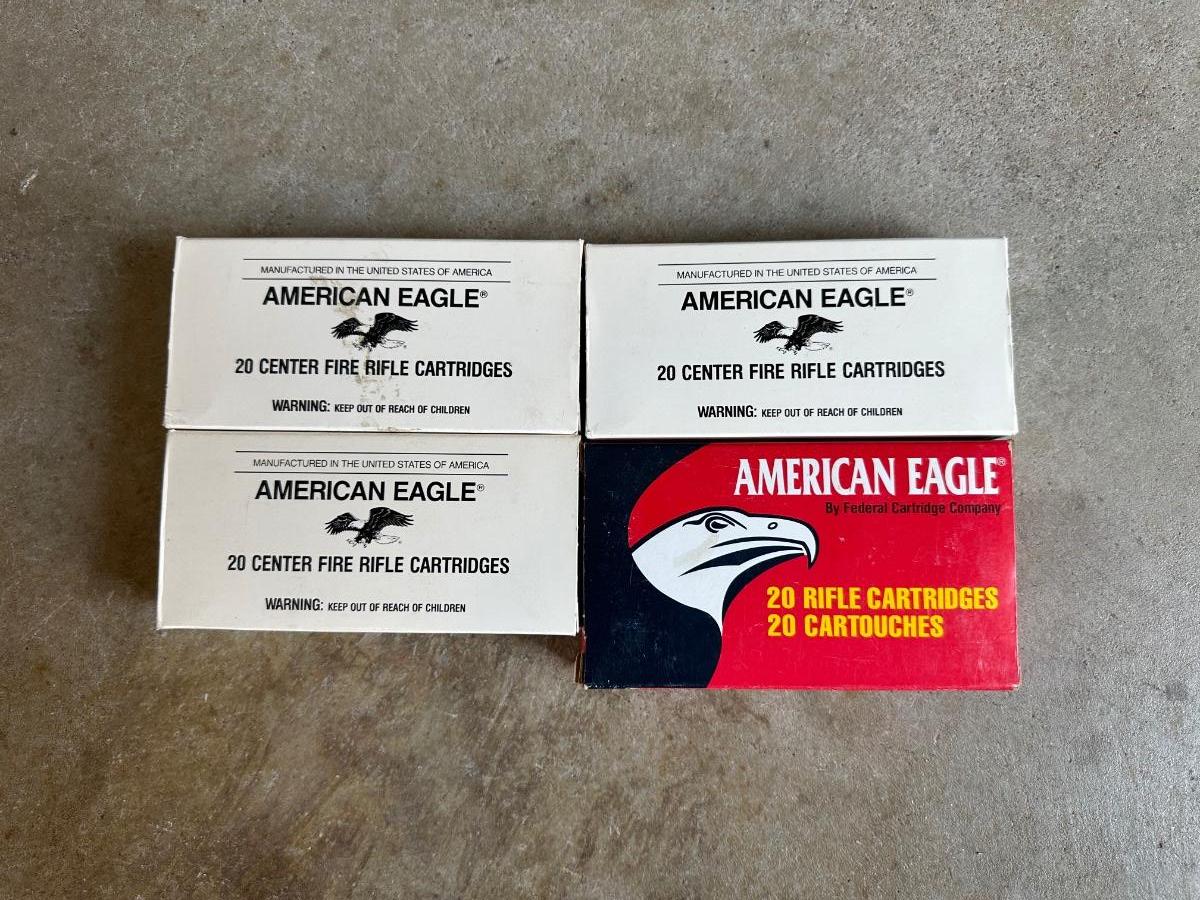 MANUFACTURED IN THE UNITED STATES OF AMERICA
AMERICAN EAGLE®
20 CENTER FIRE RIFLE CARTRIDGES
WARNING: KEEP OUT OF REACH OF CHILDREN
MANUFACTURED IN THE UNITED STATES OF AMERICA
AMERICAN EAGLE®
20 CENTER FIRE RIFLE CARTRIDGES
WARNING: KEEP OUT OF REACH OF CHILDREN
MANUFACTURED IN THE UNITED STATES OF AMERICA
AMERICAN EAGLE®
20 CENTER FIRE RIFLE CARTRIDGES
WARNING: KEEP OUT OF REACH OF CHILDREN
AMERICAN EAGLE®
By Federal Cartridge Company
20 RIFLE CARTRIDGES
20 CARTOUCHES